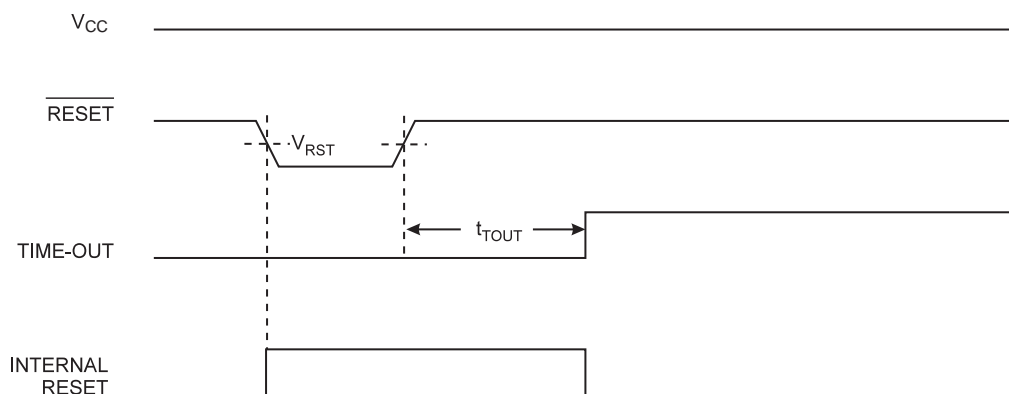 VCC
RESET
VRST
tTOUT
TIME-OUT
INTERNAL
RESET